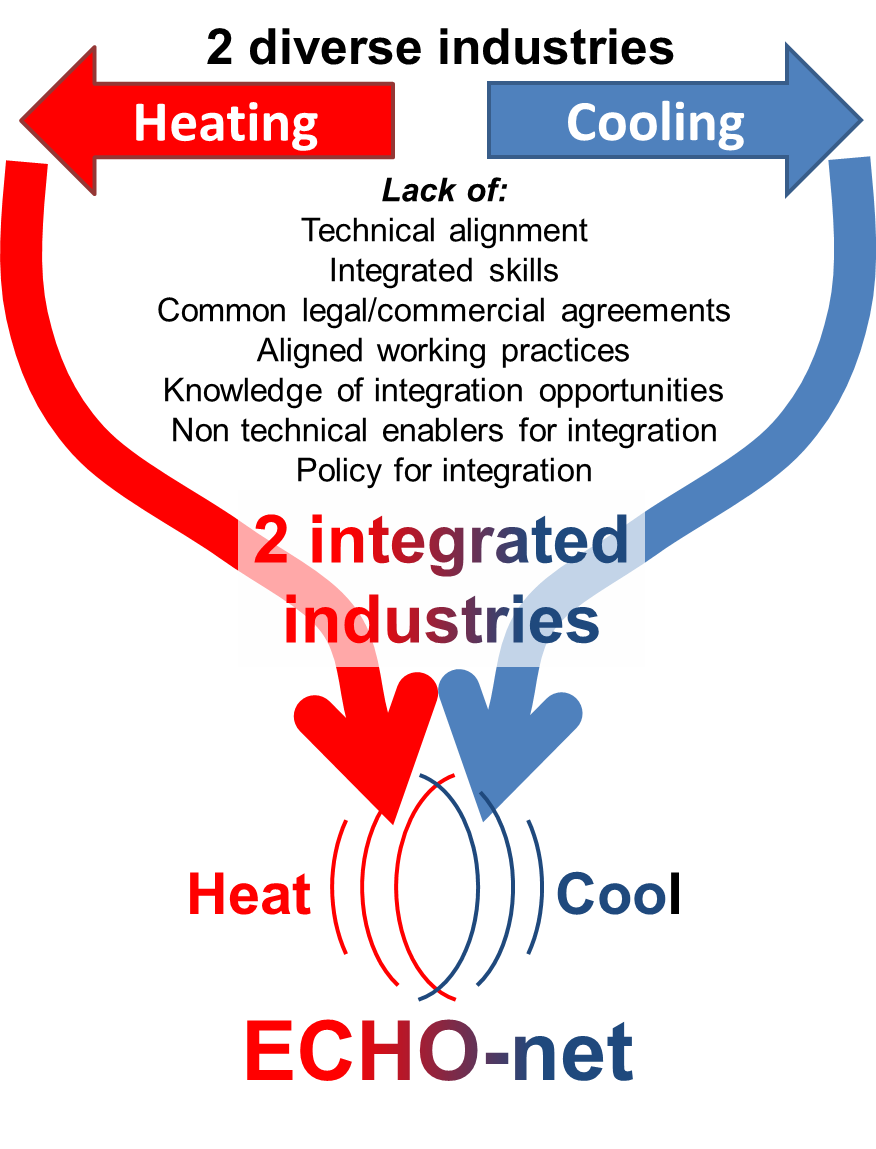 2 diverse industries
Heating
Cooling
Lack of:
Technical alignment
Integrated skills
Common legal/commercial agreements
Aligned working practices
Knowledge of integration opportunities
Non technical enablers for integration
Policy for integration
2 integrated
industries
Heat
Cool
ECHO-net